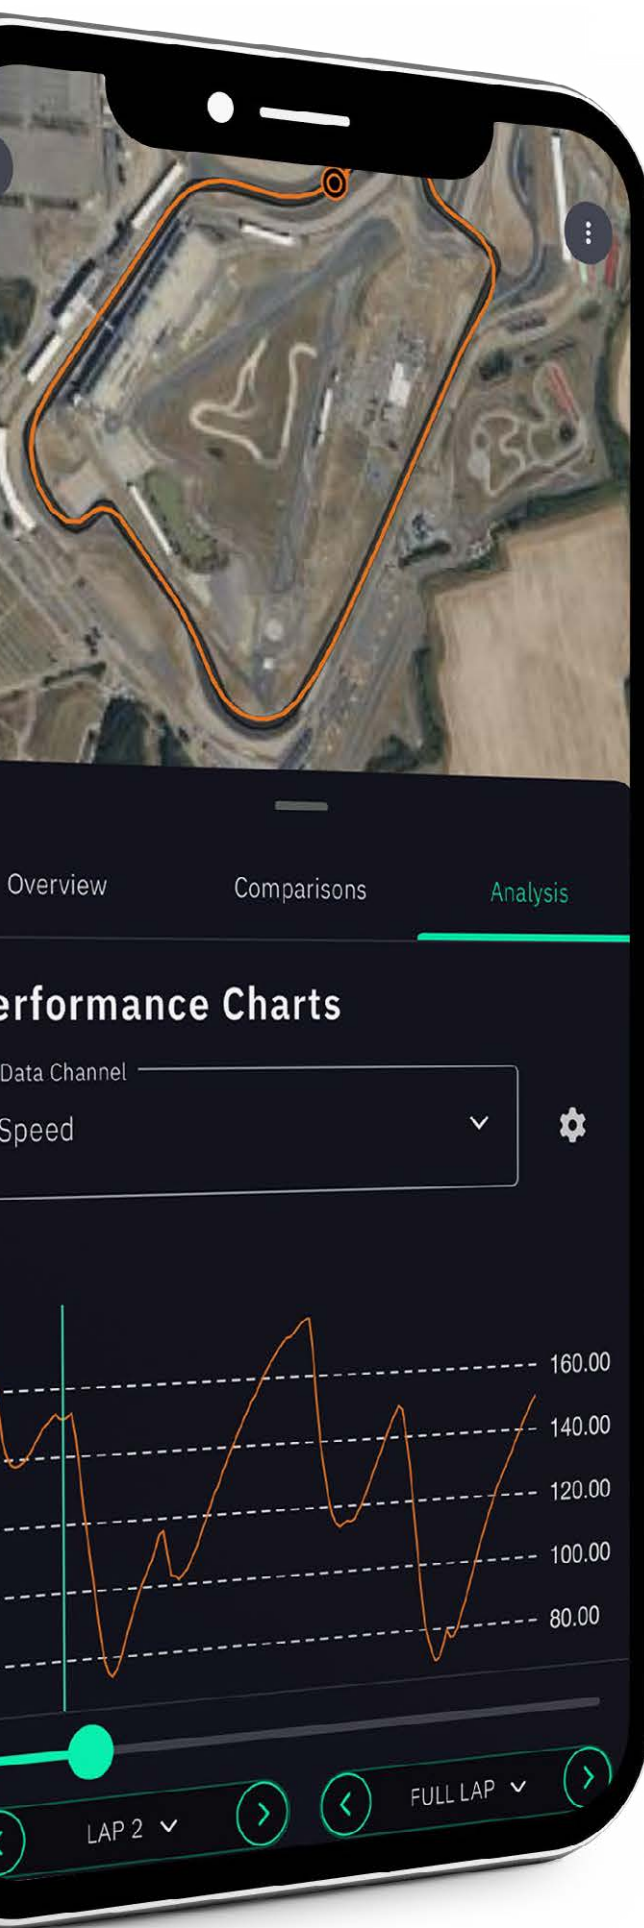 Overview Comparisons Analysis
erformance Charts
Data Channel
Speed
160.00
140.00
120.00
100.00
80.00
LAP 2 FULL LAP